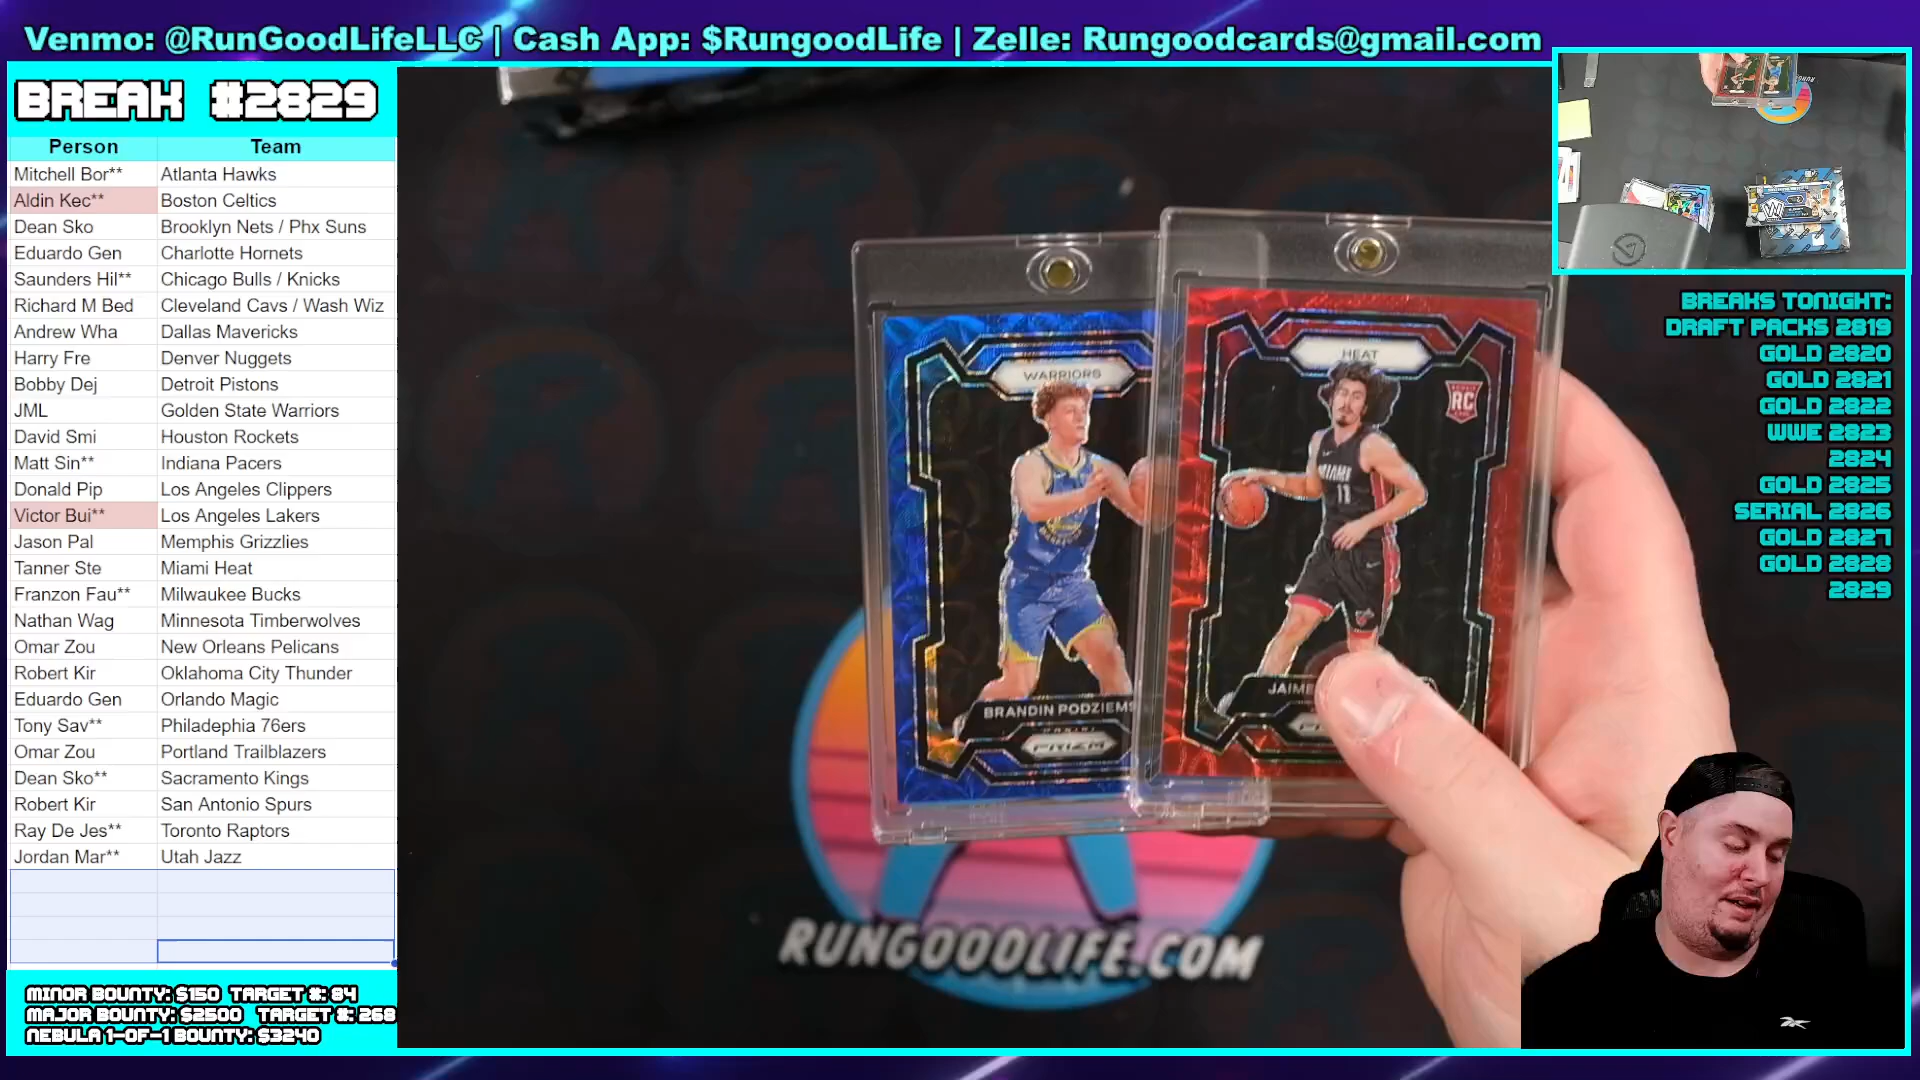 Venmo: @RunGoodLifeLLC | Cash App: $RungoodLife | Zelle: Rungoodcards@gmail.com
BREAK #2829
Person Team
Mitchell Bor** Atlanta Hawks
Aldin Kec** Boston Celtics
Dean Sko Brooklyn Nets / Phx Suns
Eduardo Gen Charlotte Hornets
Saunders Hil** Chicago Bulls / Knicks
Richard M Bed Cleveland Cavs / Wash Wiz
Andrew Wha Dallas Mavericks
Harry Fre Denver Nuggets
Bobby Dej Detroit Pistons
JML Golden State Warriors
David Smi Houston Rockets
Matt Sin** Indiana Pacers
Donald Pip Los Angeles Clippers
Victor Bui** Los Angeles Lakers
Jason Pal Memphis Grizzlies
Tanner Ste Miami Heat
Franzon Fau** Milwaukee Bucks
Nathan Wag Minnesota Timberwolves
Omar Zou New Orleans Pelicans
Robert Kir Oklahoma City Thunder
Eduardo Gen Orlando Magic
Tony Sav** Philadephia 76ers
Omar Zou Portland Trailblazers
Dean Sko** Sacramento Kings
Robert Kir San Antonio Spurs
Ray De Jes** Toronto Raptors
Jordan Mar** Utah Jazz
MINOR BOUNTY: $150 TARGET #: 84
MAJOR BOUNTY: $2500 TARGET #: 268
NEBULA 1-OF-1 BOUNTY: $3240
WARRIORS
BRANDIN PODZIEMS
PANINI
PRIZM
HEAT
RC
MIAMI
11
JAIME
RUNGOODLIFE.COM
BREAKS TONIGHT:
DRAFT PACKS 2819
GOLD 2820
GOLD 2821
GOLD 2822
WWE 2823
2824
GOLD 2825
SERIAL 2826
GOLD 2827
GOLD 2828
2829